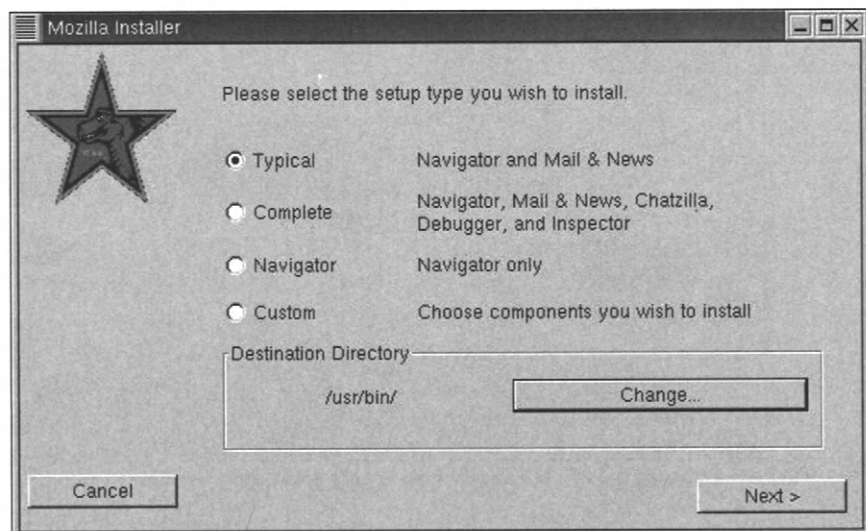 Mozilla Installer
Please select the setup type you wish to install.
Typical Navigator and Mail & News
Complete Navigator, Mail & News, Chatzilla,
Debugger, and Inspector
Navigator Navigator only
Custom Choose components you wish to install
Destination Directory
/usr/bin/ Change...
Cancel Next >